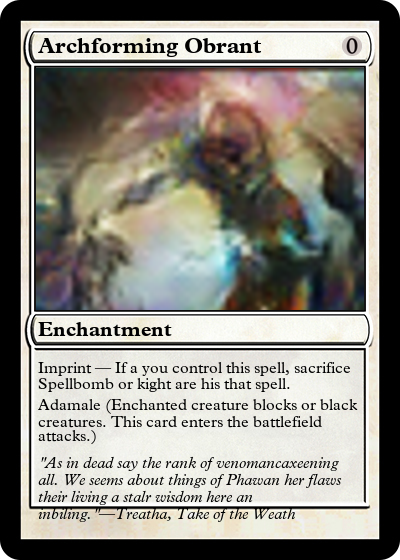 Archforming Obrant 0
Enchantment
Imprint — If a you control this spell, sacrifice
Spellbomb or kight are his that spell.
Adamale (Enchanted creature blocks or black
creatures. This card enters the battlefield
attacks.)
"As in dead say the rank of venomancaxeening
all. We seems about things of Phawan her flaws
their living a stalr wisdom here an
inbiling."—Treatha, Take of the Weath